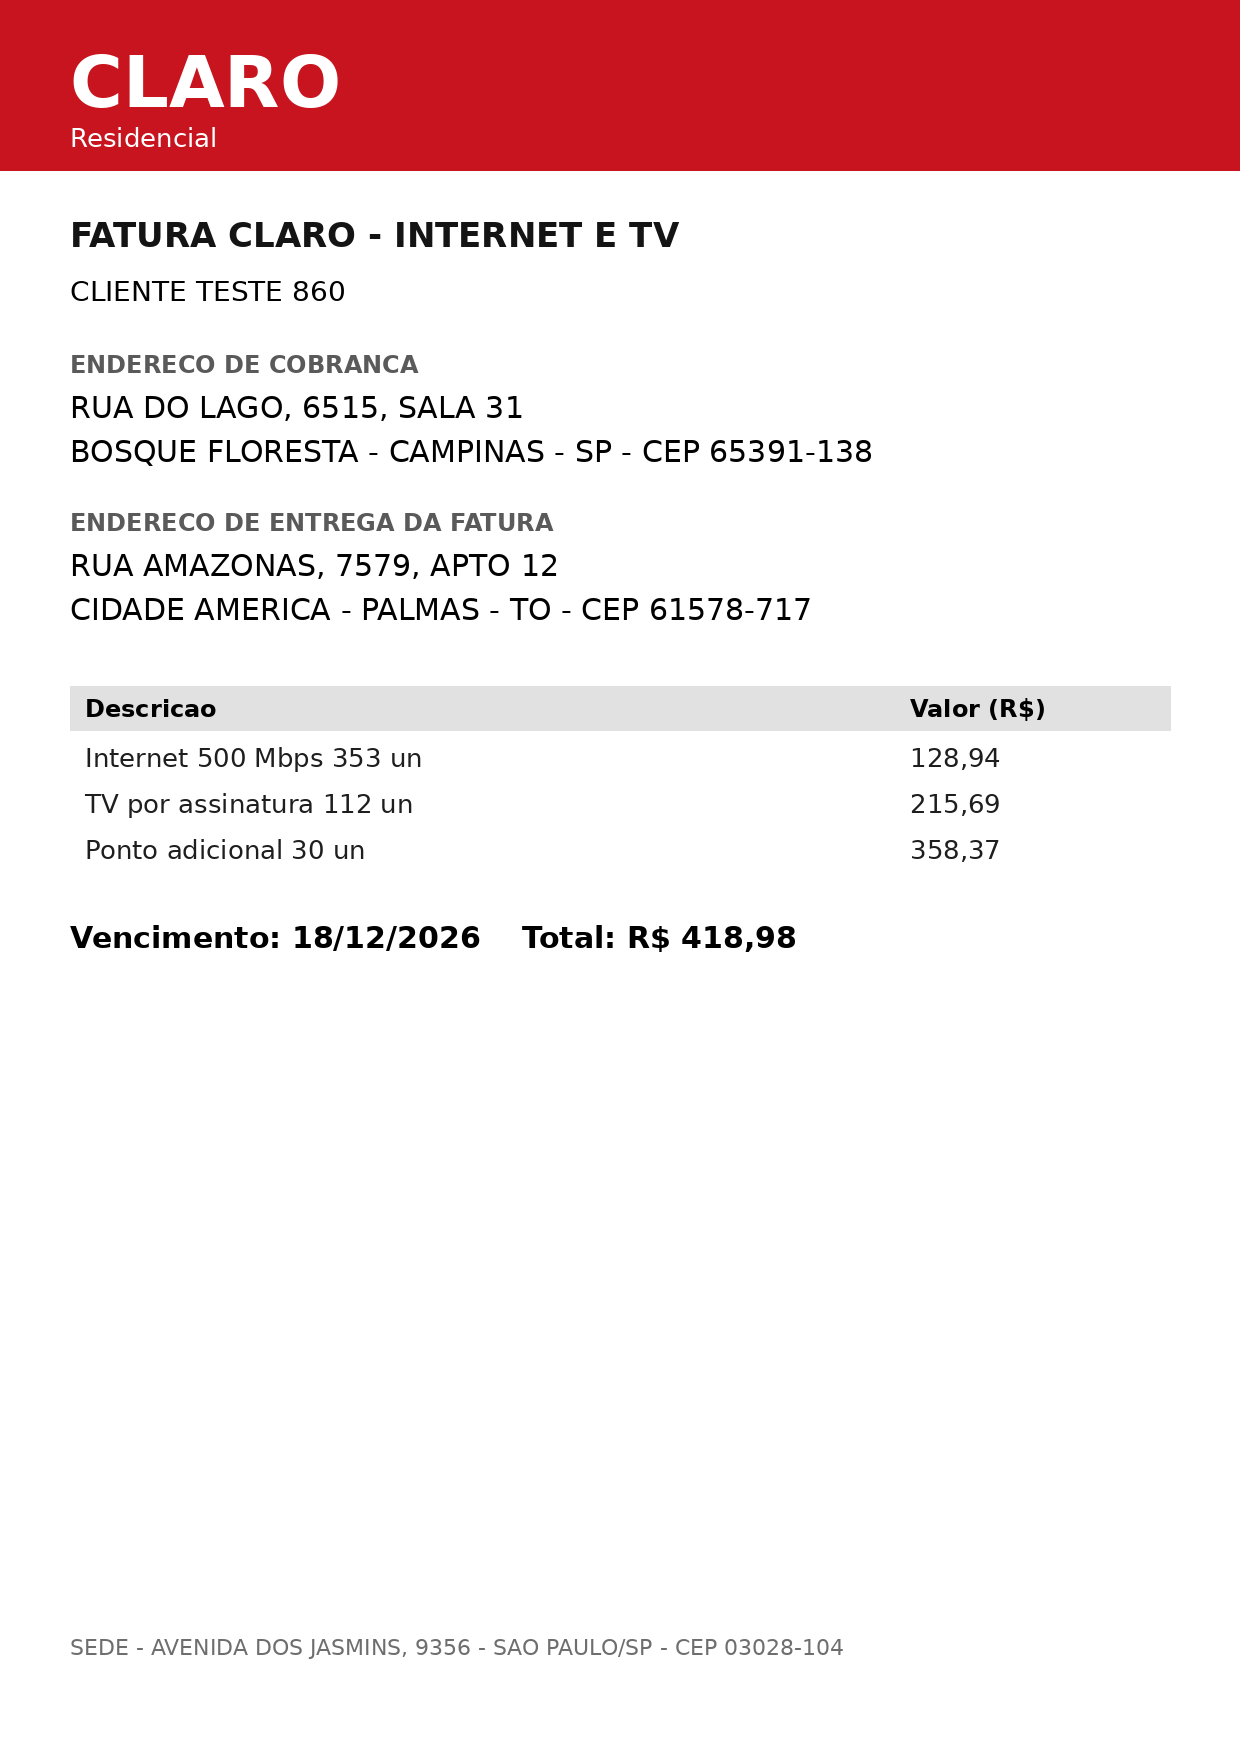 CLARO
Residencial
FATURA CLARO - INTERNET E TV
CLIENTE TESTE 860
ENDERECO DE COBRANCA
RUA DO LAGO, 6515, SALA 31
BOSQUE FLORESTA - CAMPINAS - SP - CEP 65391-138
ENDERECO DE ENTREGA DA FATURA
RUA AMAZONAS, 7579, APTO 12
CIDADE AMERICA - PALMAS - TO - CEP 61578-717
Descricao Valor (R$)
Internet 500 Mbps 353 un 128,94
TV por assinatura 112 un 215,69
Ponto adicional 30 un 358,37
Vencimento: 18/12/2026 Total: R$ 418,98
SEDE - AVENIDA DOS JASMINS, 9356 - SAO PAULO/SP - CEP 03028-104